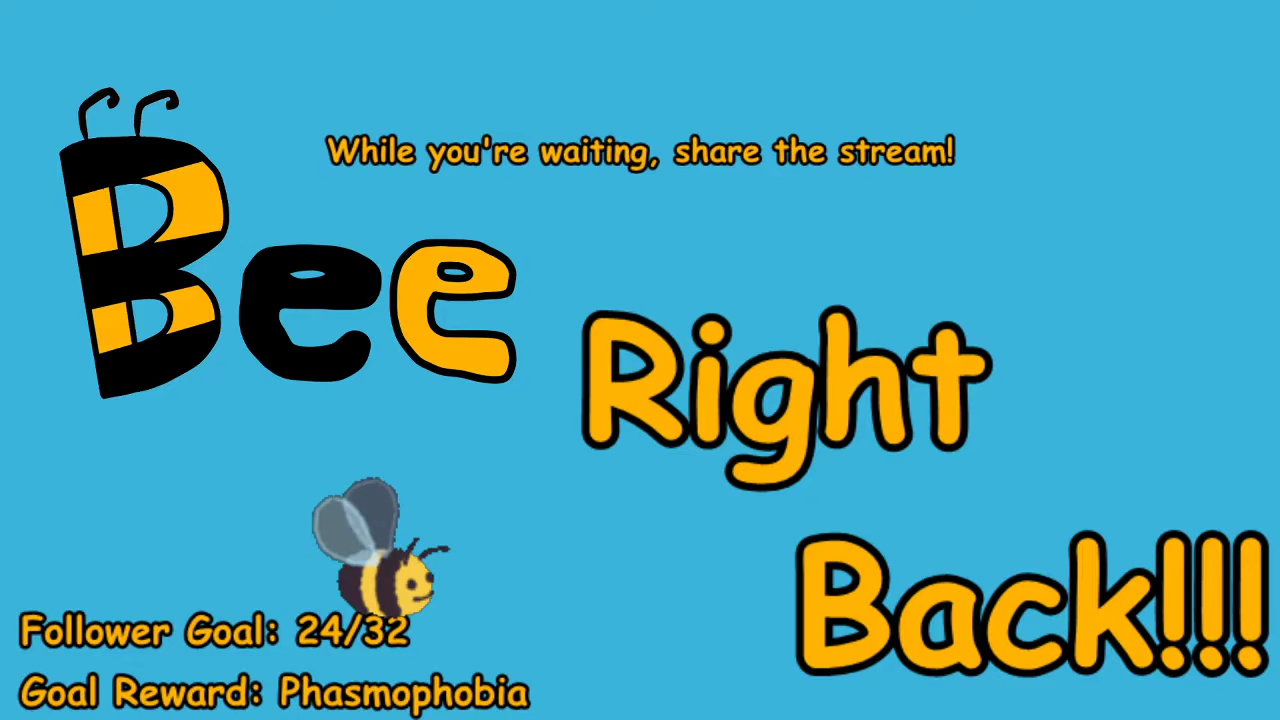 While you're waiting, share the stream!
Bee
Right
Back!!!
Follower Goal: 24/32
Goal Reward: Phasmophobia